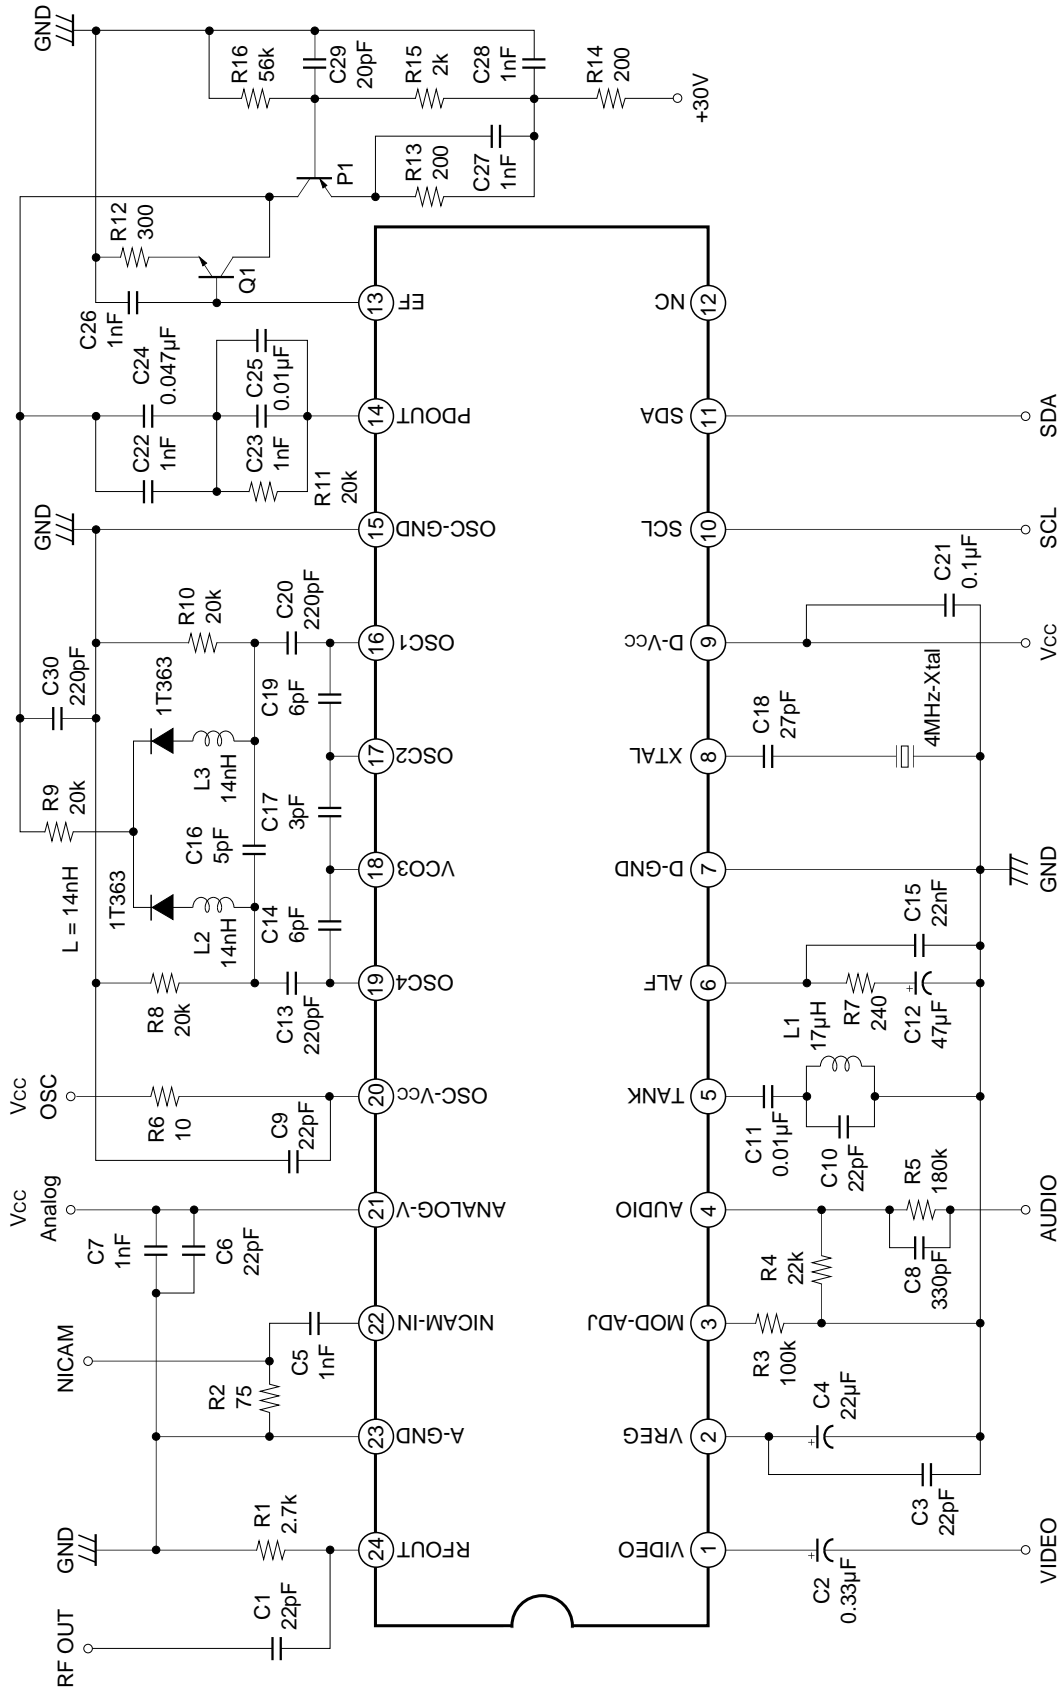 GND
R16
56k
C29
20pF
R15
2k
C28
1nF
R14
200
+30V
R12
300
P1
R13
200
C27
1nF
Q1
C26
1nF
C24
0.047µF
C25
0.01µF
C22
1nF
C23
1nF
R11
20k
GND
C30
220pF
1T363
R10
20k
C20
220pF
C19
6pF
L3
14nH
R9
20k
C16
5pF
C17
3pF
L = 14nH
1T363
L2
14nH
C14
6pF
R8
20k
C13
220pF
VCC
OSC
R6
10
C9
22pF
VCC
Analog
C7
1nF
C6
22pF
NICAM
R2
75
C5
1nF
GND
R1
2.7k
RF OUT
C1
22pF
13
EF
14
PDOUT
15
OSC-GND
16
OSC1
17
OSC2
18
VCO3
19
OSC4
20
OSC-VCC
21
ANALOG-V
22
NICAM-IN
23
A-GND
24
RFOUT
NC
12
SDA
11
SCL
10
D-VCC
9
XTAL
8
D-GND
7
ALF
6
TANK
5
AUDIO
4
MOD-ADJ
3
VREG
2
VIDEO
1
SDA
SCL
C21
0.1µF
VCC
C18
27pF
4MHz-Xtal
GND
C15
22nF
L1
17µH
R7
240
C12
+
47µF
C11
0.01µF
C10
22pF
R5
180k
C8
330pF
AUDIO
R4
22k
R3
100k
C4
+
22µF
C3
22pF
C2
+
0.33µF
VIDEO